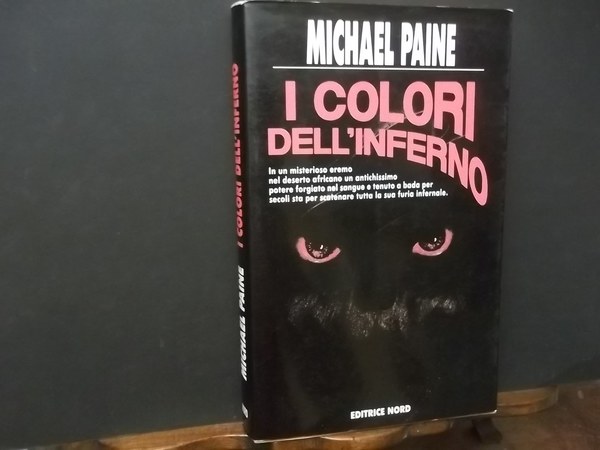 MICHAEL PAINE
I COLORI
DELL'INFERNO
In un misterioso eremo
nel deserto africano un antichissimo
potere forgiato nel sangue e tenuto a bada per
secoli sta per scatenare tutta la sua furia infernale.
EDITRICE NORD
MICHAEL PAINE I COLORI DELL'INFERNO